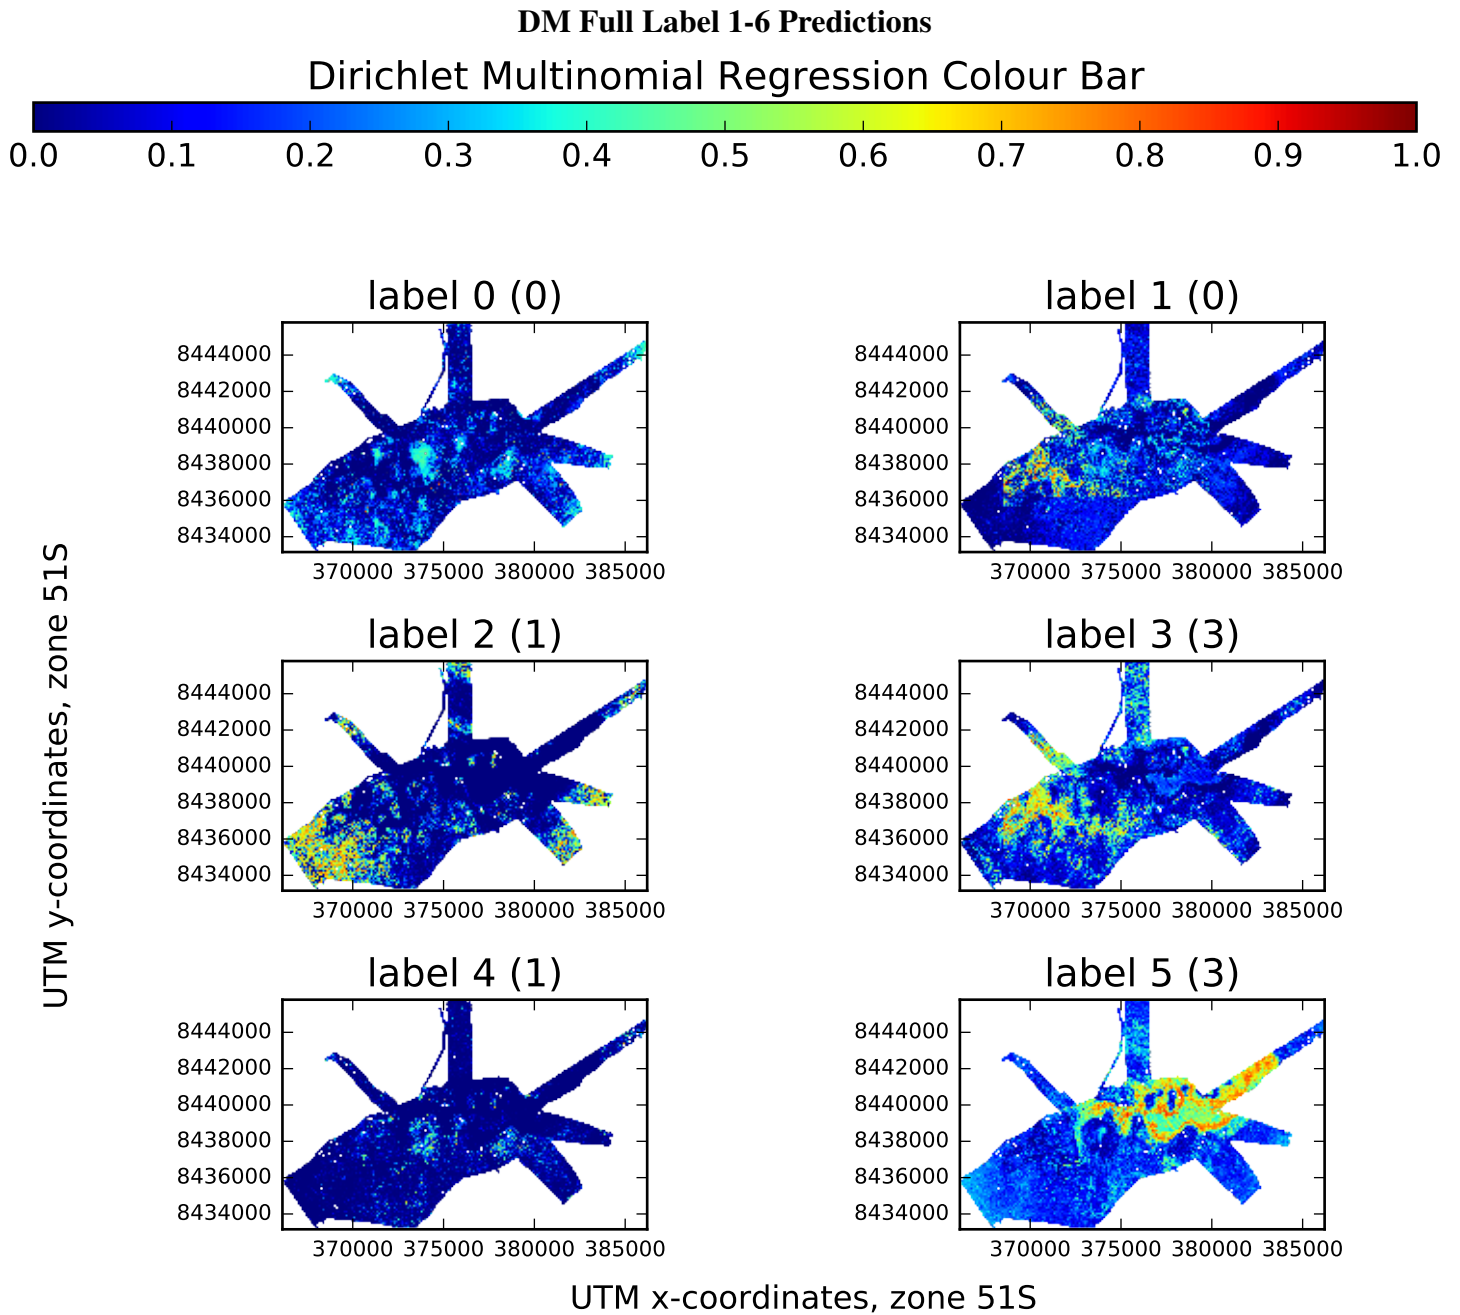 DM Full Label 1-6 Predictions
Dirichlet Multinomial Regression Colour Bar
0.0 0.1 0.2 0.3 0.4 0.5 0.6 0.7 0.8 0.9 1.0
label 0 (0)
8444000
8442000
8440000
8438000
8436000
8434000
370000 375000 380000 385000
label 1 (0)
8444000
8442000
8440000
8438000
8436000
8434000
370000 375000 380000 385000
label 2 (1)
8444000
8442000
8440000
8438000
8436000
8434000
370000 375000 380000 385000
label 3 (3)
8444000
8442000
8440000
8438000
8436000
8434000
370000 375000 380000 385000
label 4 (1)
8444000
8442000
8440000
8438000
8436000
8434000
370000 375000 380000 385000
label 5 (3)
8444000
8442000
8440000
8438000
8436000
8434000
370000 375000 380000 385000
UTM y-coordinates, zone 51S
UTM x-coordinates, zone 51S